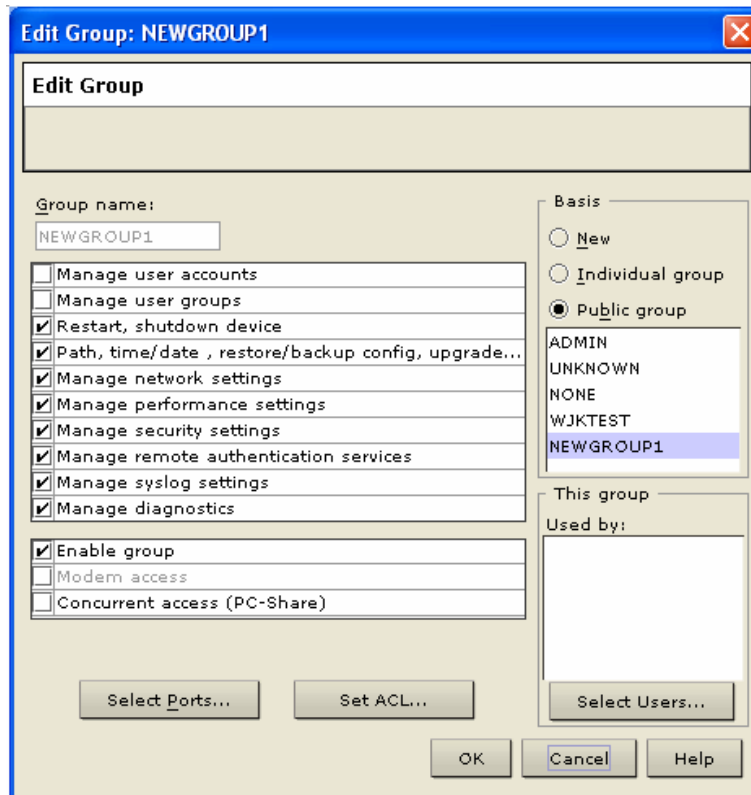 Edit Group: NEWGROUP1
Edit Group
Group name:
NEWGROUP1
Manage user accounts
Manage user groups
Restart, shutdown device
Path, time/date , restore/backup config, upgrade...
Manage network settings
Manage performance settings
Manage security settings
Manage remote authentication services
Manage syslog settings
Manage diagnostics
Enable group
Modem access
Concurrent access (PC-Share)
Select Ports...
Set ACL...
Basis
New
Individual group
Public group
ADMIN
UNKNOWN
NONE
WJKTEST
NEWGROUP1
This group
Used by:
Select Users...
OK
Cancel
Help